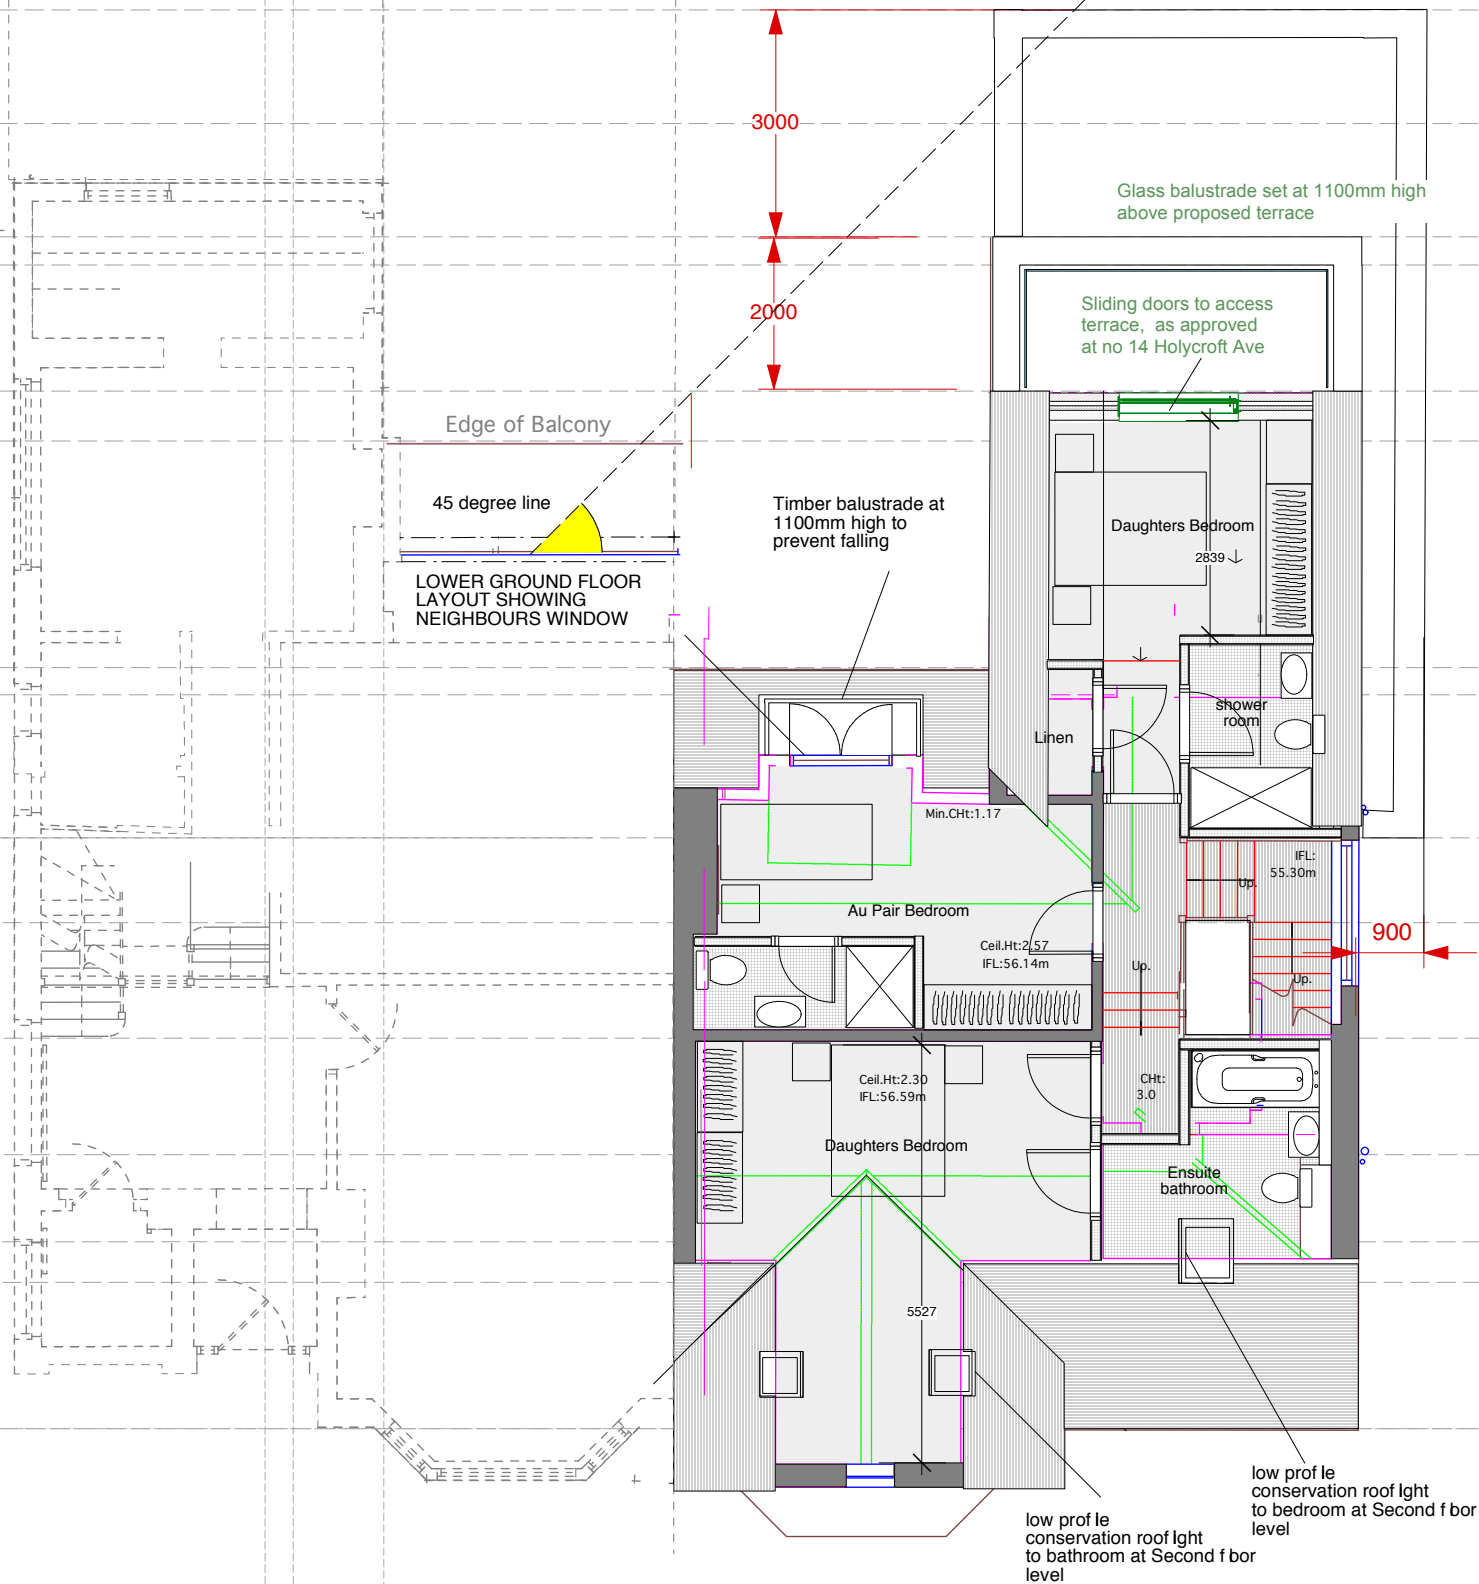 3000
Glass balustrade set at 1100mm high
above proposed terrace
2000
Sliding doors to access
terrace, as approved
at no 14 Holycroft Ave
Edge of Balcony
45 degree line
Timber balustrade at
1100mm high to
prevent falling
Daughters Bedroom
2839
LOWER GROUND FLOOR
LAYOUT SHOWING
NEIGHBOURS WINDOW
shower
room
Linen
Min.CHt:1.17
IFL:
55.30m
Up.
Au Pair Bedroom
900
Ceil.Ht:2.57
IFL:56.14m
Up.
Up.
Ceil.Ht:2.30
IFL:56.59m
CHt:
3.0
Daughters Bedroom
Ensuite
bathroom
5527
low prof le
conservation roof lght
to bedroom at Second f bor
level
low prof le
conservation roof lght
to bathroom at Second f bor
level